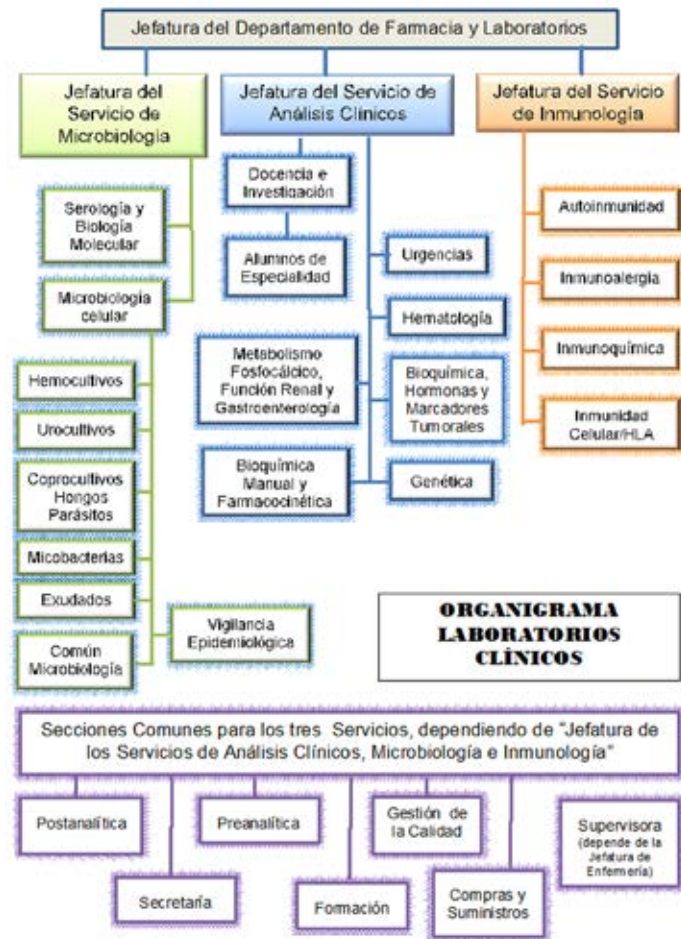 Jefatura del Departamento de Farmacia y Laboratorios
Jefatura del
Servicio de
Microbiología
Jefatura del Servicio de
Análisis Clínicos
Jefatura del Servicio
de Inmunología
Serología y
Biología
Molecular
Microbiología
celular
Hemocultivos
Urocultivos
Coprocultivos
Hongos
Parásitos
Micobacterias
Exudados
Común
Microbiología
Vigilancia
Epidemiológica
Docencia e
Investigación
Alumnos de
Especialidad
Urgencias
Hematología
Metabolismo
Fosfocálcico,
Función Renal y
Gastroenterología
Bioquímica,
Hormonas y
Marcadores
Tumorales
Bioquímica
Manual y
Farmacocinética
Genética
Autoinmunidad
Inmunoalergia
Inmunoquímica
Inmunidad
Celular/HLA
ORGANIGRAMA
LABORATORIOS
CLÍNICOS
Secciones Comunes para los tres Servicios, dependiendo de "Jefatura de
los Servicios de Análisis Clínicos, Microbiología e Inmunología"
Postanalítica
Secretaría
Preanalítica
Formación
Gestión de
la Calidad
Compras y
Suministros
Supervisora
(depende de la
Jefatura de
Enfermería)